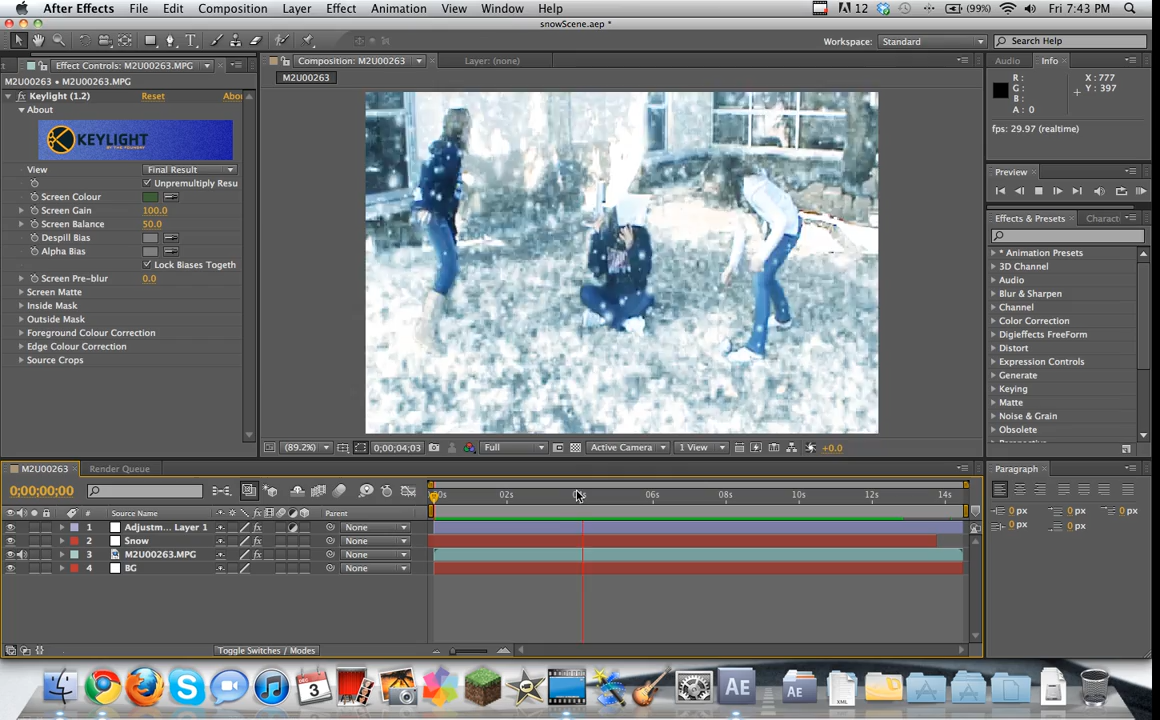 After Effects File Edit Composition Layer Effect Animation View Window Help 12 (99%) Fri 7:43 PM
snowScene.aep *
Workspace: Standard Search Help
Effect Controls: M2U00263.MPG Composition: M2U00263 Layer: (none) Audio Info
M2U00263 • M2U00263.MPG M2U00263
Keylight (1.2) Reset Abo
About
KEYLIGHT
View Final Result
Unpremultiply Resu
Screen Colour
Screen Gain 100.0
Screen Balance 50.0
Despill Bias
Alpha Bias
Lock Biases Togeth
Screen Pre-blur 0.0
Screen Matte
Inside Mask
Outside Mask
Foreground Colour Correction
Edge Colour Correction
Source Crops
R: X: 777
G: Y: 397
B:
A: 0
fps: 29.97 (realtime)
Preview
Effects & Presets Charact
* Animation Presets
3D Channel
Audio
Blur & Sharpen
Channel
Color Correction
Digieffects FreeForm
Distort
Expression Controls
Generate
Keying
Matte
Noise & Grain
Obsolete
(89.2%) 0;00;04;03 Full Active Camera 1 View +0.0
M2U00263 Render Queue
0;00;00;00
02s 06s 08s 10s 12s 14s
# Source Name Parent
1 Adjustm... Layer 1 None
2 Snow None
3 M2U00263.MPG None
4 BG None
Toggle Switches / Modes
Paragraph
0 px 0 px 0 px
0 px 0 px
DEC
3
AE AE
XML